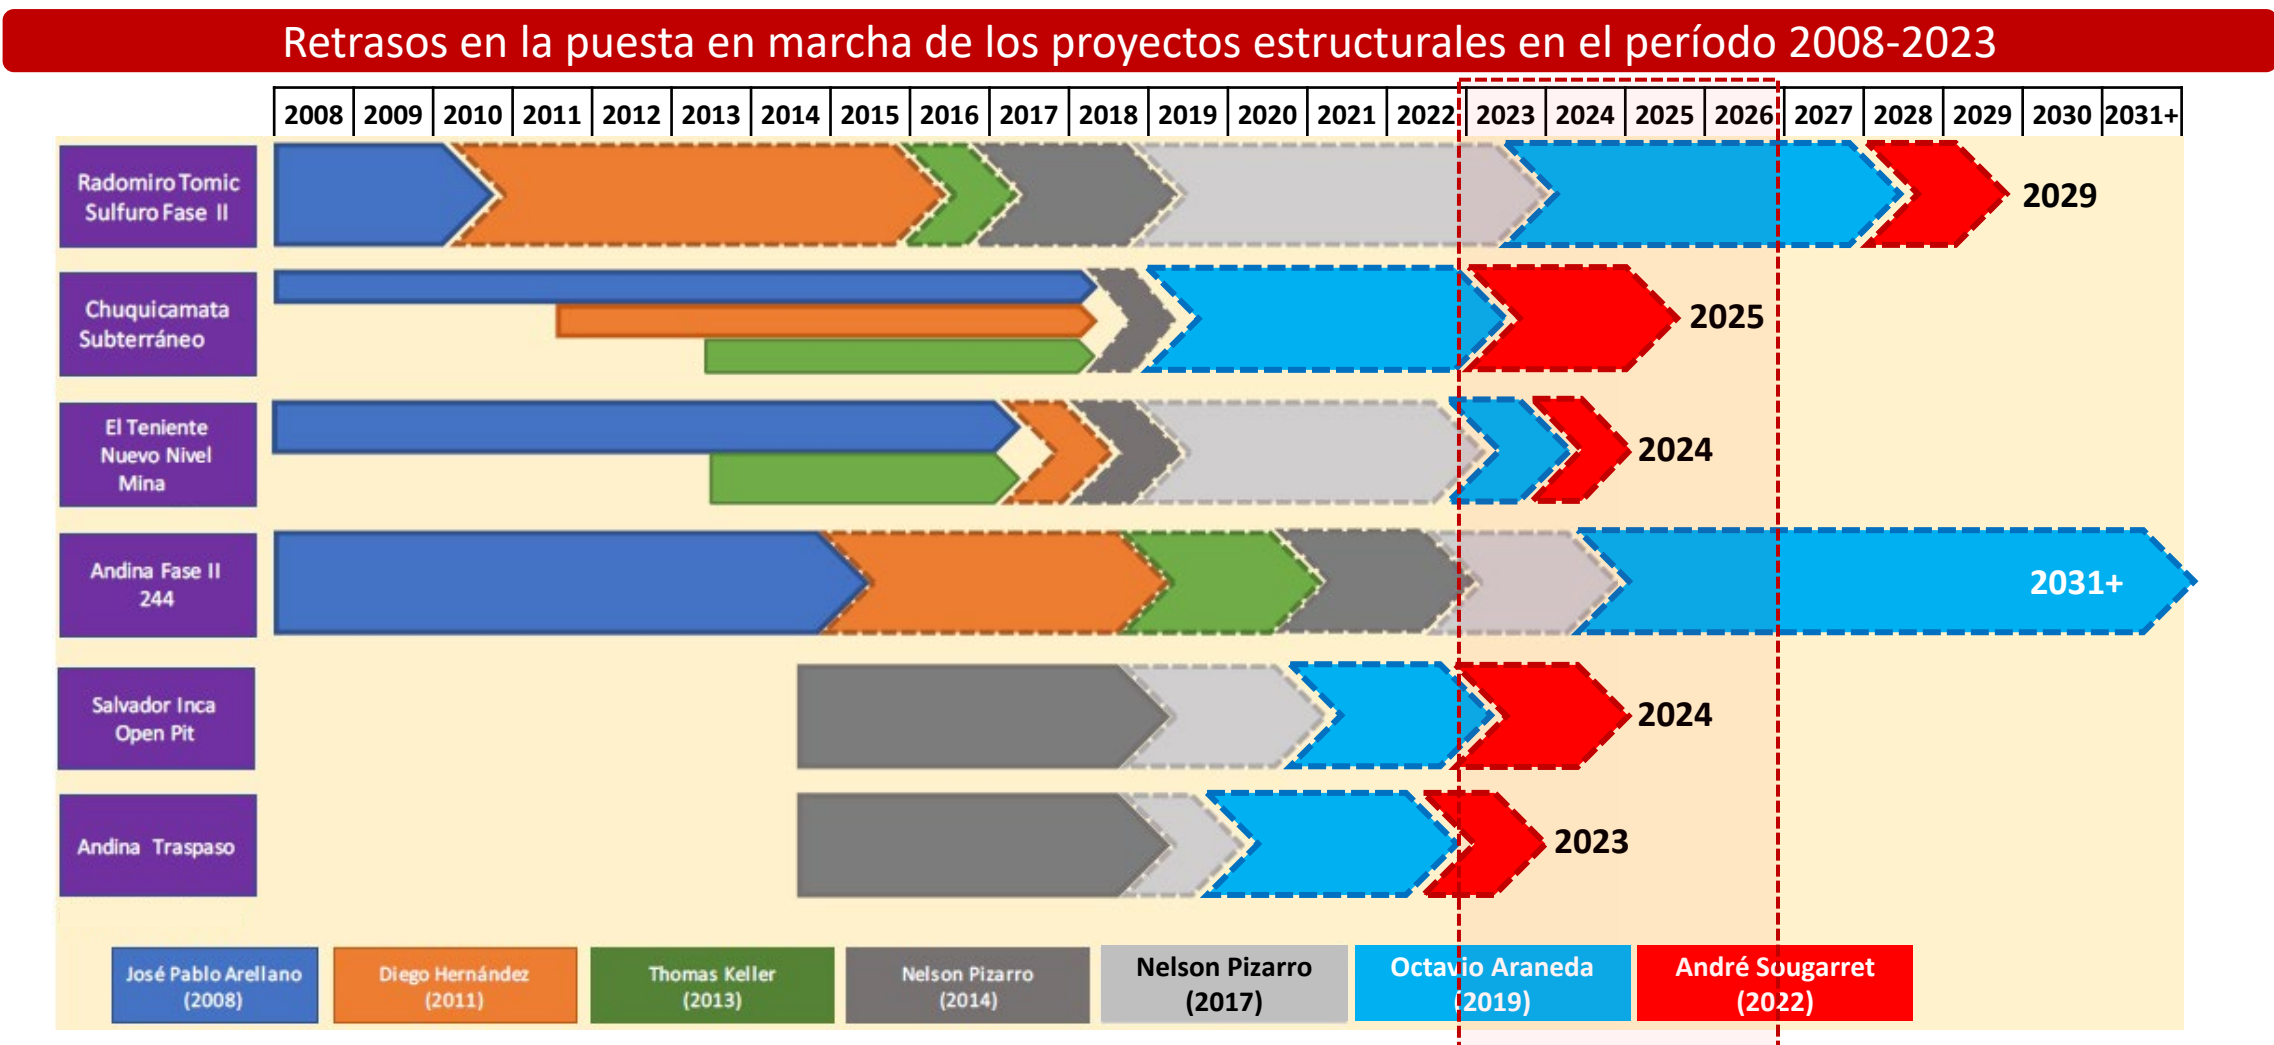 Retrasos en la puesta en marcha de los proyectos estructurales en el período 2008-2023
2008 2009 2010 2011 2012 2013 2014 2015 2016 2017 2018 2019 2020 2021 2022 2023 2024 2025 2026 2027 2028 2029 2030 2031+
Radomiro Tomic
Sulfuro Fase II
2029
Chuquicamata
Subterráneo
2025
El Teniente
Nuevo Nivel
Mina
2024
Andina Fase II
244
2031+
Salvador Inca
Open Pit
2024
Andina Traspaso
2023
José Pablo Arellano
(2008)
Diego Hernández
(2011)
Thomas Keller
(2013)
Nelson Pizarro
(2014)
Nelson Pizarro
(2017)
Octavio Araneda
(2019)
André Sougarret
(2022)